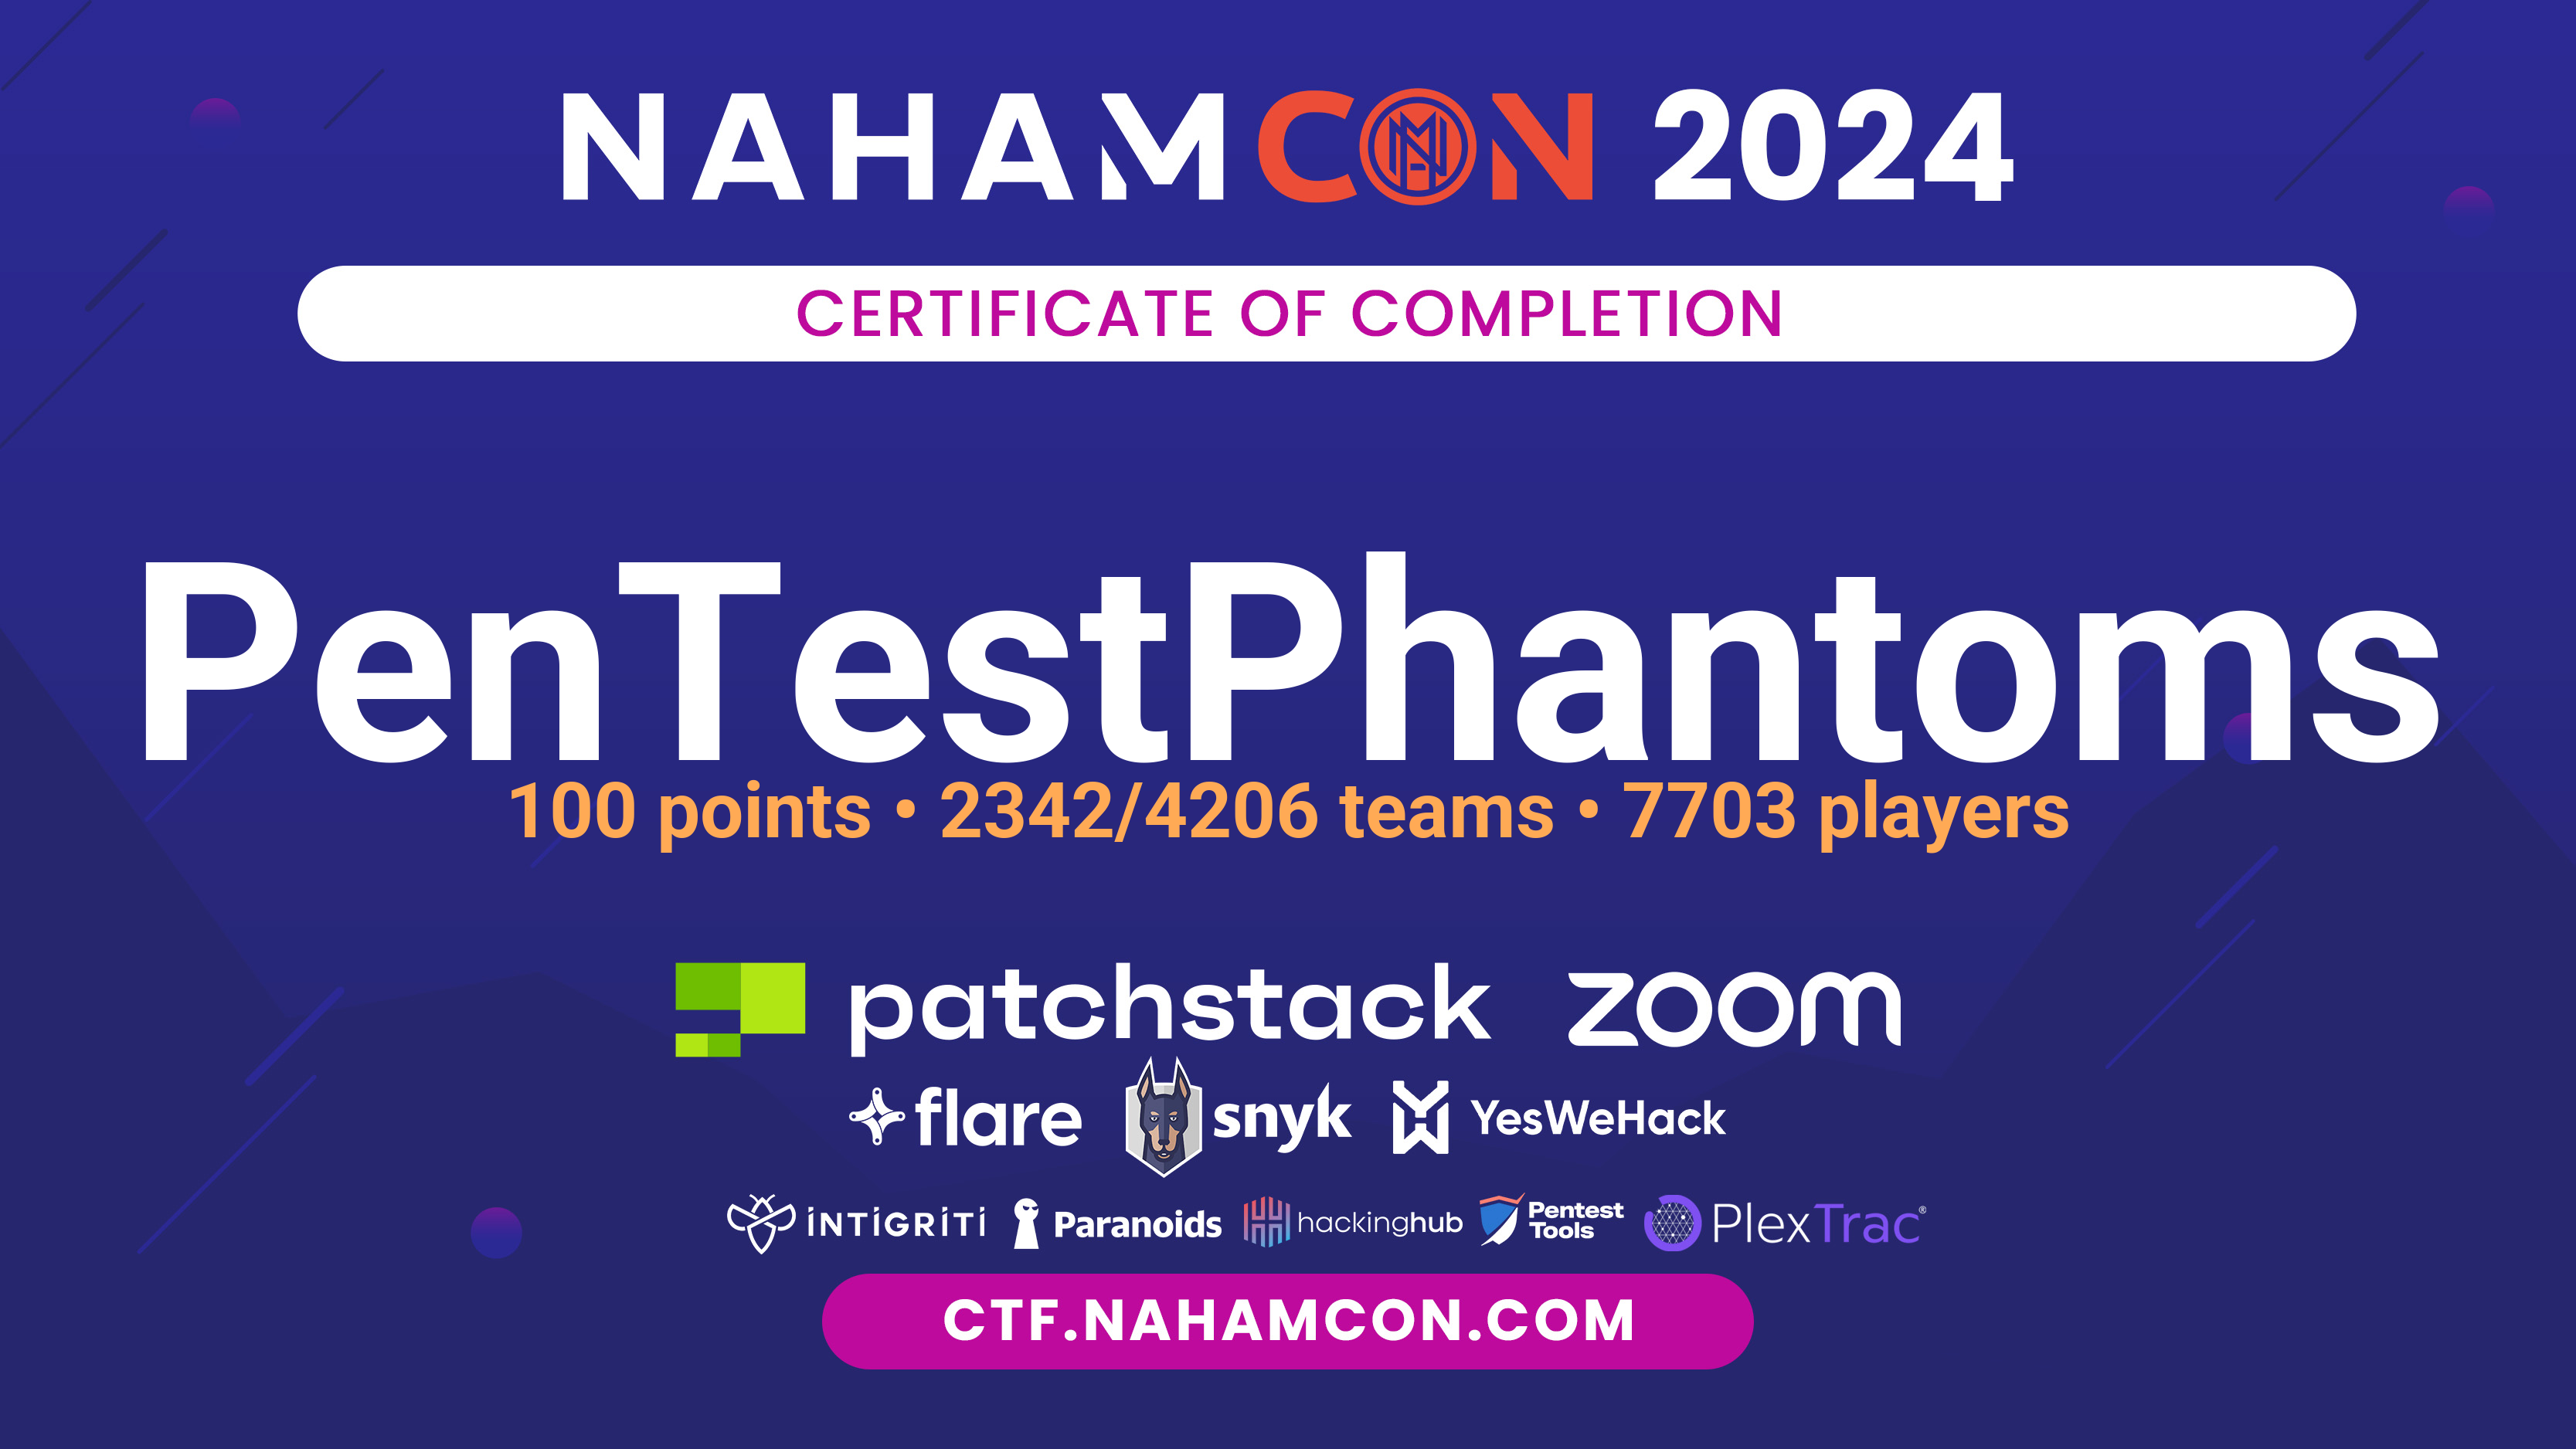 NAHAMCON 2024
CERTIFICATE OF COMPLETION
PenTestPhantoms
100 points • 2342/4206 teams • 7703 players
patchstack zoom
flare snyk YesWeHack
INTIGRITI Paranoids hackinghub Pentest Tools PlexTrac®
CTF.NAHAMCON.COM